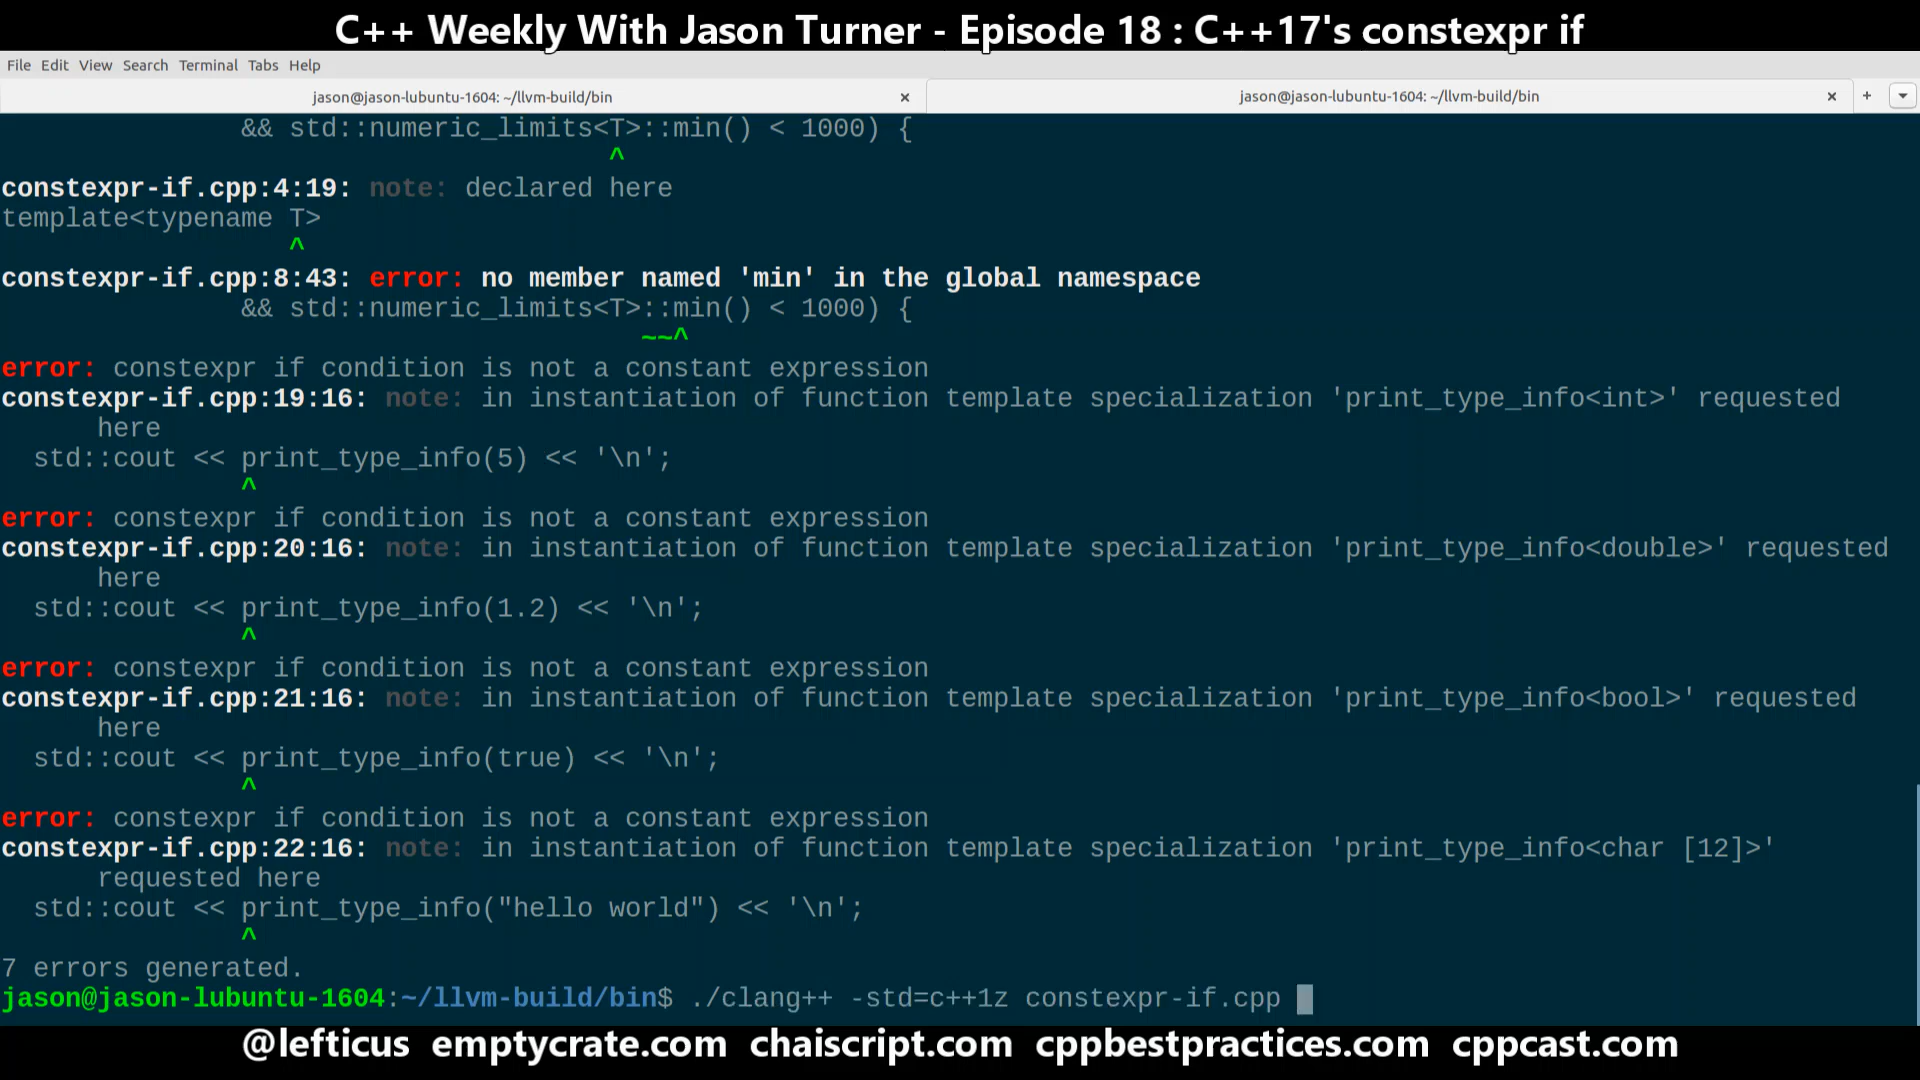 C++ Weekly With Jason Turner - Episode 18 : C++17's constexpr if
File Edit View Search Terminal Tabs Help
jason@jason-lubuntu-1604: ~/llvm-build/bin × jason@jason-lubuntu-1604: ~/llvm-build/bin × +
&& std::numeric_limits<T>::min() < 1000) {
^
constexpr-if.cpp:4:19: note: declared here
template<typename T>
^
constexpr-if.cpp:8:43: error: no member named 'min' in the global namespace
&& std::numeric_limits<T>::min() < 1000) {
~~^
error: constexpr if condition is not a constant expression
constexpr-if.cpp:19:16: note: in instantiation of function template specialization 'print_type_info<int>' requested
here
std::cout << print_type_info(5) << '\n';
^
error: constexpr if condition is not a constant expression
constexpr-if.cpp:20:16: note: in instantiation of function template specialization 'print_type_info<double>' requested
here
std::cout << print_type_info(1.2) << '\n';
^
error: constexpr if condition is not a constant expression
constexpr-if.cpp:21:16: note: in instantiation of function template specialization 'print_type_info<bool>' requested
here
std::cout << print_type_info(true) << '\n';
^
error: constexpr if condition is not a constant expression
constexpr-if.cpp:22:16: note: in instantiation of function template specialization 'print_type_info<char [12]>'
requested here
std::cout << print_type_info("hello world") << '\n';
^
7 errors generated.
jason@jason-lubuntu-1604:~/llvm-build/bin$ ./clang++ -std=c++1z constexpr-if.cpp
@lefticus emptycrate.com chaiscript.com cppbestpractices.com cppcast.com